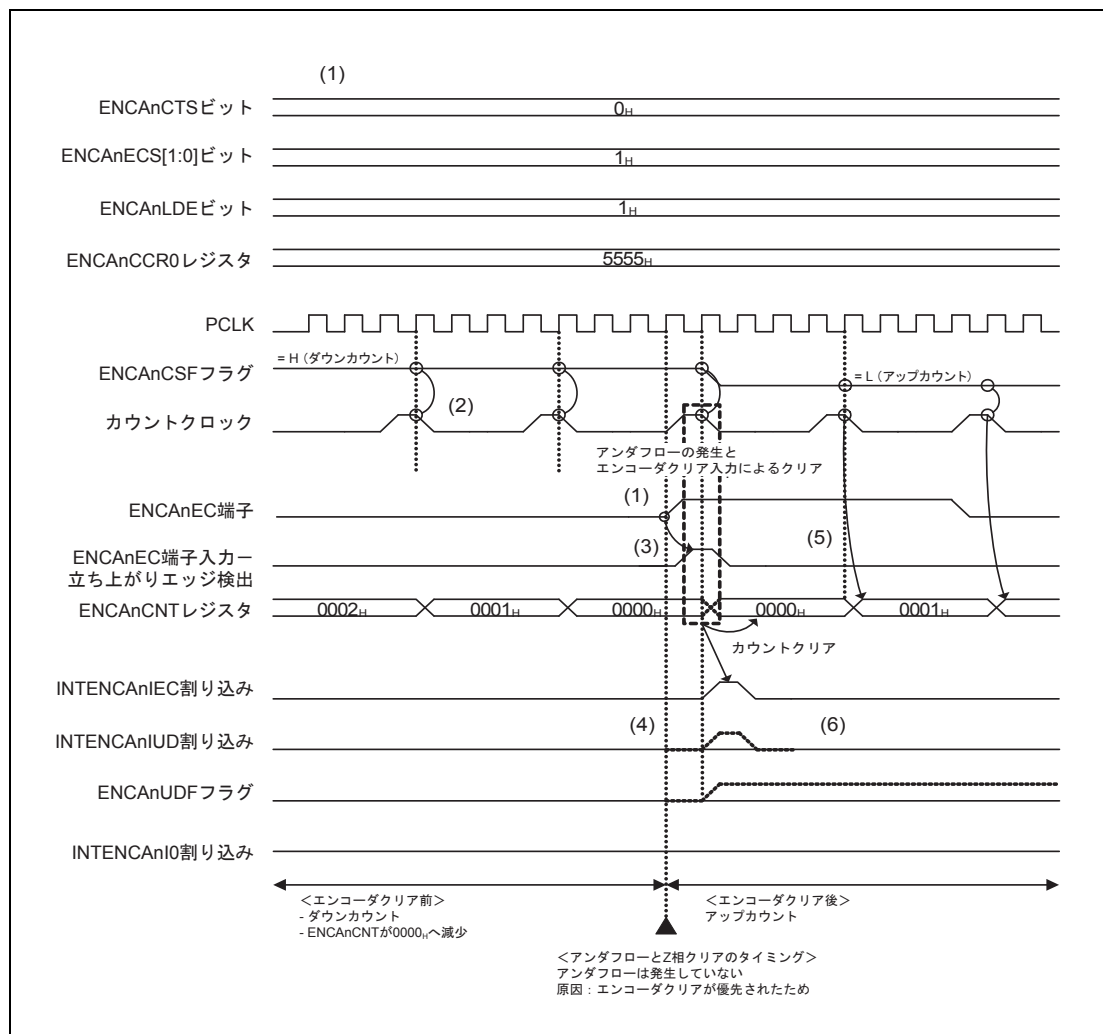 (1)
ENCAnCTSビット
0H
ENCAnECS[1:0]ビット
1H
ENCAnLDEビット
1H
ENCAnCCR0レジスタ
5555H
PCLK
= H (ダウンカウント)
ENCAnCSFフラグ
= L (アップカウント)
(2)
カウントクロック
アンダフローの発生と
エンコーダクリア入力によるクリア
(1)
ENCAnEC端子
(3)
(5)
ENCAnEC端子入力ー
立ち上がりエッジ検出
ENCAnCNTレジスタ
0002H
0001H
0000H
0000H
0001H
カウントクリア
INTENCAnIEC割り込み
(4)
(6)
INTENCAnIUD割り込み
ENCAnUDFフラグ
INTENCAnI0割り込み
<エンコーダクリア前>
- ダウンカウント
- ENCAnCNTが0000Hへ減少
<エンコーダクリア後>
アップカウント
<アンダフローとZ相クリアのタイミング>
アンダフローは発生していない
原因：エンコーダクリアが優先されたため